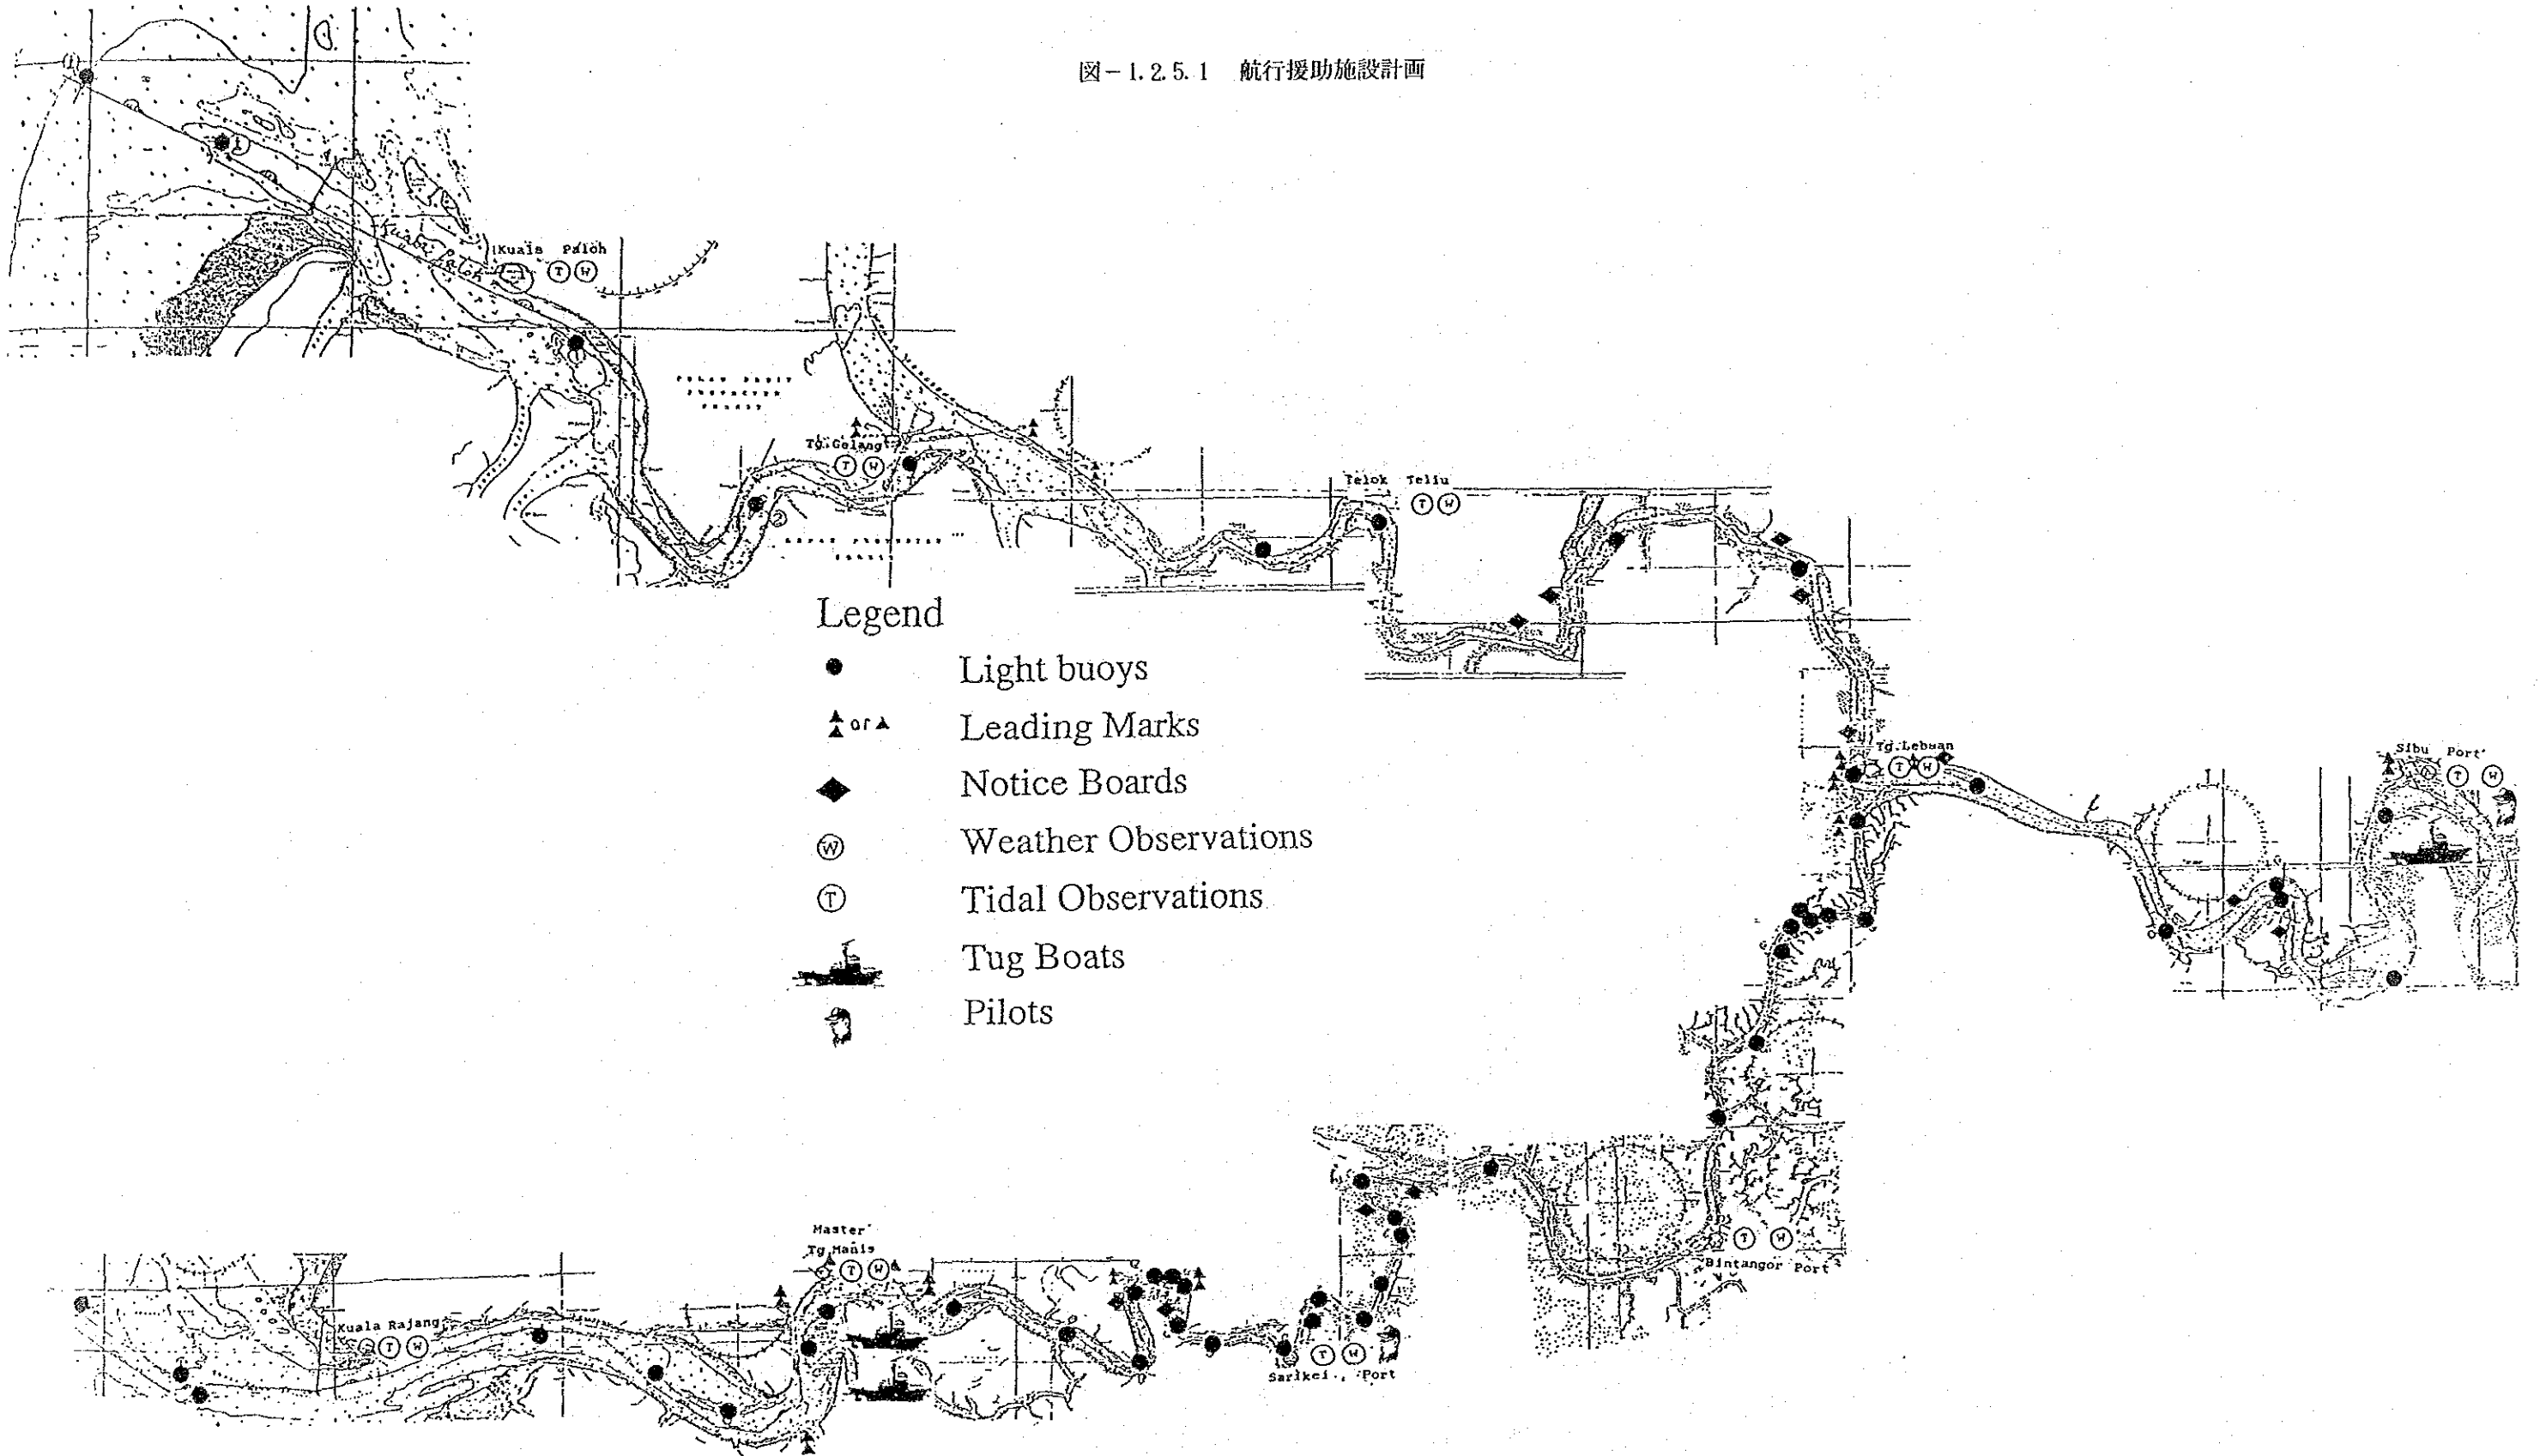 図－1.2.5.1 航行援助施設計画
Kuala Paloh
T W
Tg.Gelang
T W
Telok Teliu
T W
Legend
Light buoys
or Leading Marks
Notice Boards
W Weather Observations
T Tidal Observations
Tug Boats
Pilots
Tg.Lebaan
T W
Sibu Port
T W
T W
Bintangor Port
Master
Tg Manis
T W
Kuala Rajang
T W
T W
Sarikei Port